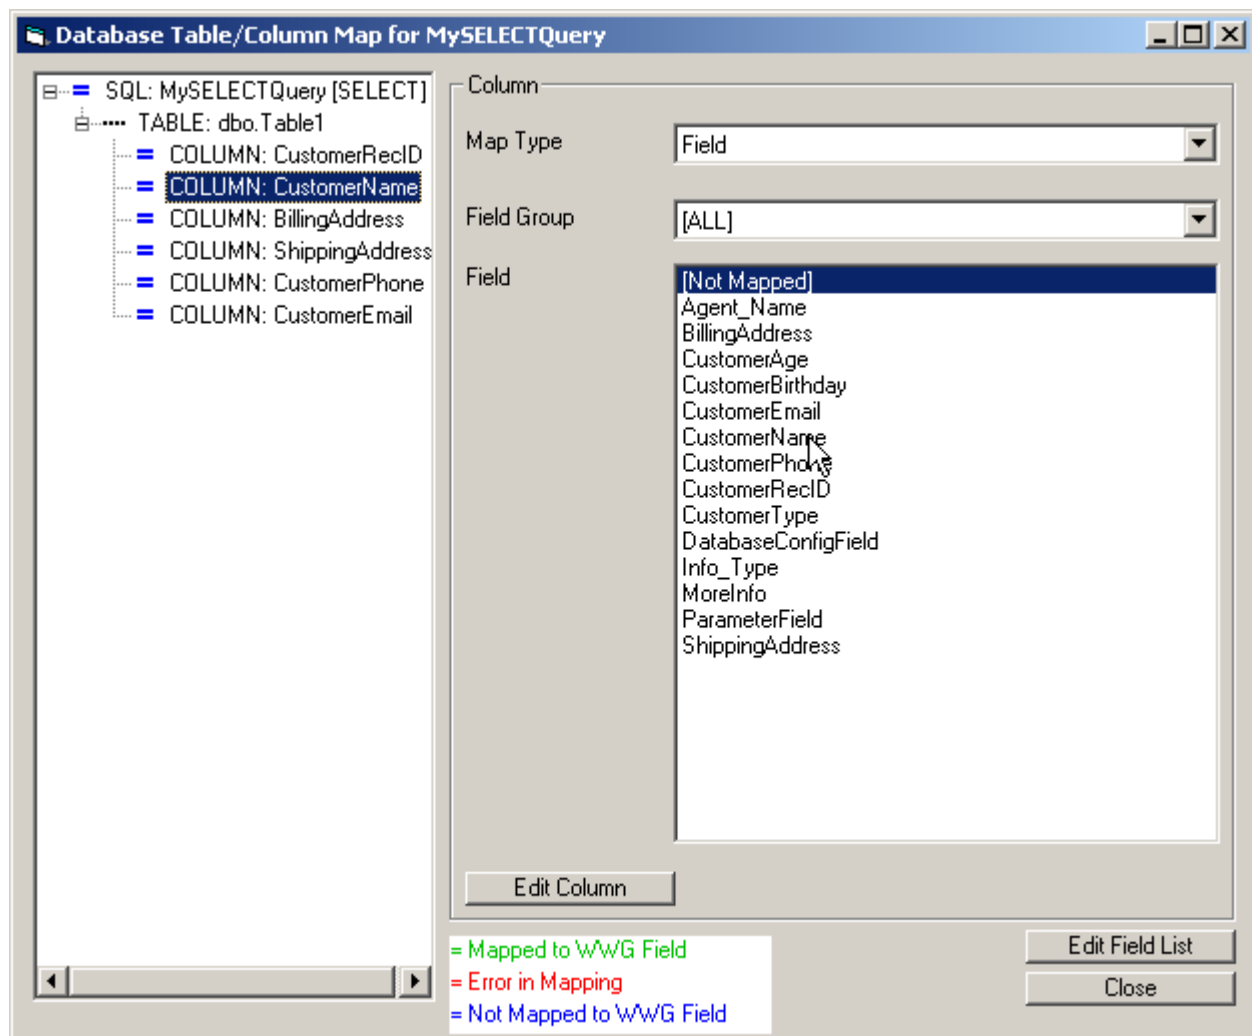 Database Table/Column Map for MySELECTQuery
SQL: MySELECTQuery [SELECT]
TABLE: dbo.Table1
COLUMN: CustomerRecID
COLUMN: CustomerName
COLUMN: BillingAddress
COLUMN: ShippingAddress
COLUMN: CustomerPhone
COLUMN: CustomerEmail
Column
Map Type
Field
Field Group
[ALL]
Field
[Not Mapped]
Agent_Name
BillingAddress
CustomerAge
CustomerBirthday
CustomerEmail
CustomerName
CustomerPhone
CustomerRecID
CustomerType
DatabaseConfigField
Info_Type
MoreInfo
ParameterField
ShippingAddress
Edit Column
= Mapped to WWG Field
= Error in Mapping
= Not Mapped to WWG Field
Edit Field List
Close